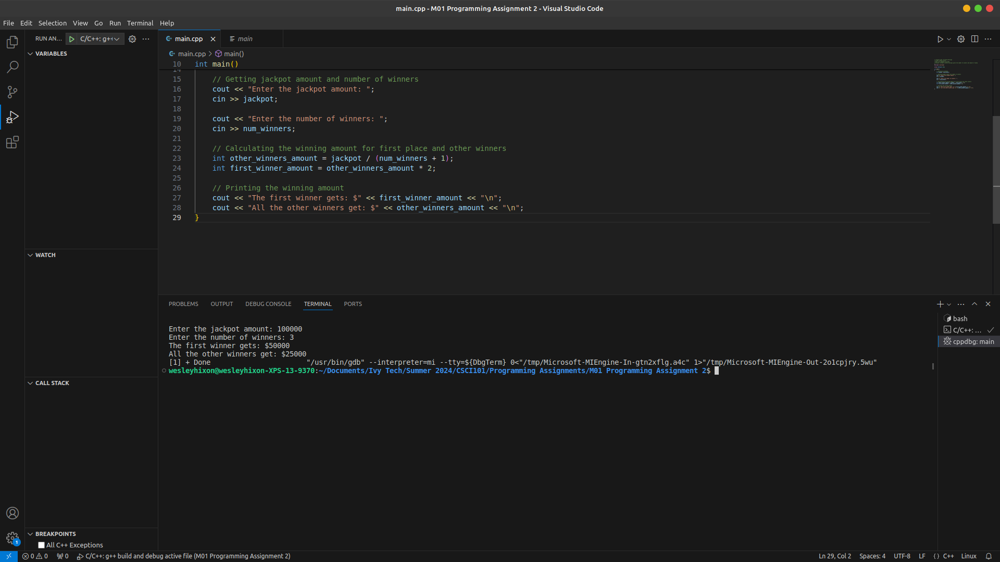 main.cpp - M01 Programming Assignment 2 - Visual Studio Code
File Edit Selection View Go Run Terminal Help
RUN AN... C/C++: g++
main.cpp main
VARIABLES
main.cpp main()
10 int main()
14
15 // Getting jackpot amount and number of winners
16 cout << "Enter the jackpot amount: ";
17 cin >> jackpot;
18
19 cout << "Enter the number of winners: ";
20 cin >> num_winners;
21
22 // Calculating the winning amount for first place and other winners
23 int other_winners_amount = jackpot / (num_winners + 1);
24 int first_winner_amount = other_winners_amount * 2;
25
26 // Printing the winning amount
27 cout << "The first winner gets: $" << first_winner_amount << "\n";
28 cout << "All the other winners get: $" << other_winners_amount << "\n";
29 }
WATCH
CALL STACK
BREAKPOINTS
All C++ Exceptions
PROBLEMS OUTPUT DEBUG CONSOLE TERMINAL PORTS
Enter the jackpot amount: 100000
Enter the number of winners: 3
The first winner gets: $50000
All the other winners get: $25000
[1] + Done "/usr/bin/gdb" --interpreter=mi --tty=${DbgTerm} 0<"/tmp/Microsoft-MIEngine-In-gtn2xflg.a4c" 1>"/tmp/Microsoft-MIEngine-Out-2o1cpjry.5wu"
wesleyhixon@wesleyhixon-XPS-13-9370:~/Documents/Ivy Tech/Summer 2024/CSCI101/Programming Assignments/M01 Programming Assignment 2$
bash
C/C++: ...
cppdbg: main
1
0 0 0 C/C++: g++ build and debug active file (M01 Programming Assignment 2)
Ln 29, Col 2 Spaces: 4 UTF-8 LF {} C++ Linux